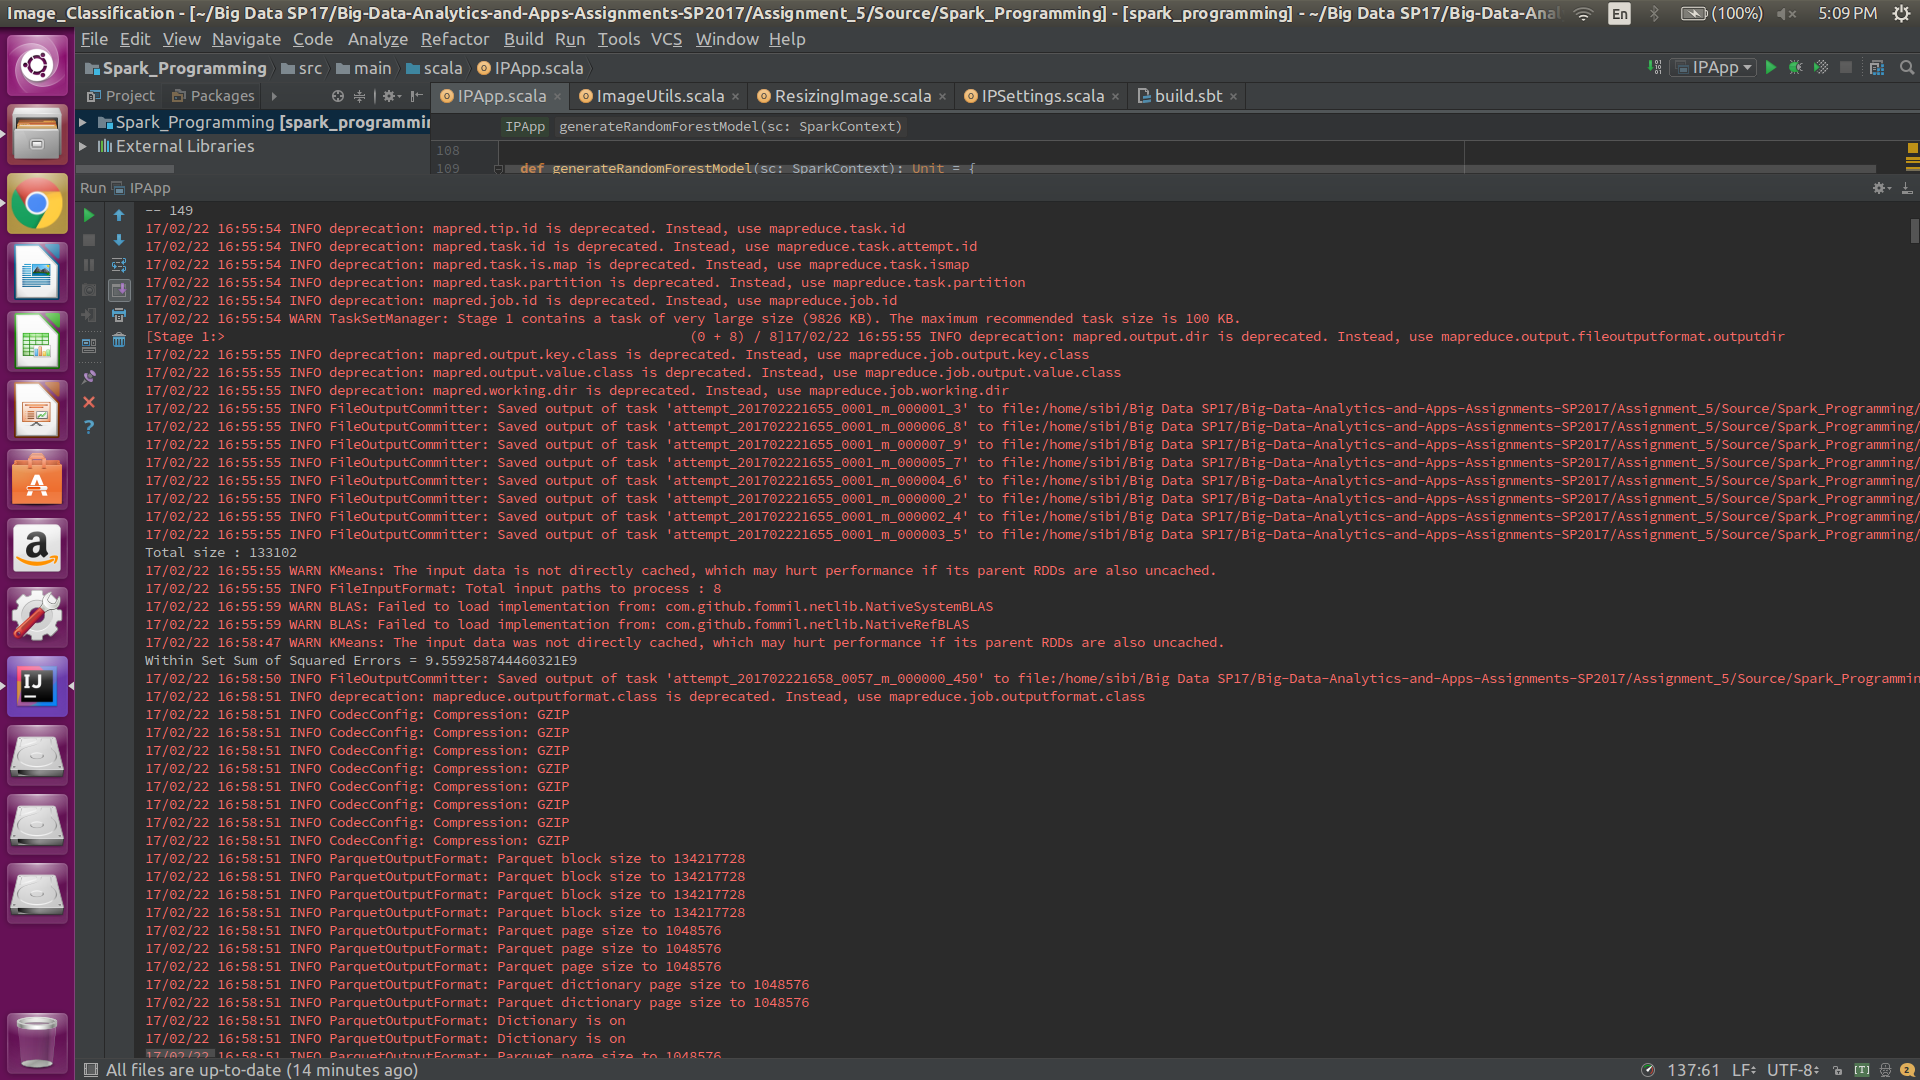 Image_Classification - [~/Big Data SP17/Big-Data-Analytics-and-Apps-Assignments-SP2017/Assignment_5/Source/Spark_Programming] - [spark_programming] - ~/Big Data SP17/Big-Data-Ana
En (100%) 5:09 PM
File Edit View Navigate Code Analyze Refactor Build Run Tools VCS Window Help
Spark_Programming src main scala IPApp.scala IPApp
Project Packages IPApp.scala ImageUtils.scala ResizingImage.scala IPSettings.scala build.sbt
Spark_Programming [spark_programmin
IPApp generateRandomForestModel(sc: SparkContext)
External Libraries
108
109 def generateRandomForestModel(sc: SparkContext): Unit = {
Run IPApp
-- 149
17/02/22 16:55:54 INFO deprecation: mapred.tip.id is deprecated. Instead, use mapreduce.task.id
17/02/22 16:55:54 INFO deprecation: mapred.task.id is deprecated. Instead, use mapreduce.task.attempt.id
17/02/22 16:55:54 INFO deprecation: mapred.task.is.map is deprecated. Instead, use mapreduce.task.ismap
17/02/22 16:55:54 INFO deprecation: mapred.task.partition is deprecated. Instead, use mapreduce.task.partition
17/02/22 16:55:54 INFO deprecation: mapred.job.id is deprecated. Instead, use mapreduce.job.id
17/02/22 16:55:54 WARN TaskSetManager: Stage 1 contains a task of very large size (9826 KB). The maximum recommended task size is 100 KB.
[Stage 1:> (0 + 8) / 8]17/02/22 16:55:55 INFO deprecation: mapred.output.dir is deprecated. Instead, use mapreduce.output.fileoutputformat.outputdir
17/02/22 16:55:55 INFO deprecation: mapred.output.key.class is deprecated. Instead, use mapreduce.job.output.key.class
17/02/22 16:55:55 INFO deprecation: mapred.output.value.class is deprecated. Instead, use mapreduce.job.output.value.class
17/02/22 16:55:55 INFO deprecation: mapred.working.dir is deprecated. Instead, use mapreduce.job.working.dir
17/02/22 16:55:55 INFO FileOutputCommitter: Saved output of task 'attempt_201702221655_0001_m_000001_3' to file:/home/sibi/Big Data SP17/Big-Data-Analytics-and-Apps-Assignments-SP2017/Assignment_5/Source/Spark_Programming/
17/02/22 16:55:55 INFO FileOutputCommitter: Saved output of task 'attempt_201702221655_0001_m_000006_8' to file:/home/sibi/Big Data SP17/Big-Data-Analytics-and-Apps-Assignments-SP2017/Assignment_5/Source/Spark_Programming/
17/02/22 16:55:55 INFO FileOutputCommitter: Saved output of task 'attempt_201702221655_0001_m_000007_9' to file:/home/sibi/Big Data SP17/Big-Data-Analytics-and-Apps-Assignments-SP2017/Assignment_5/Source/Spark_Programming/
17/02/22 16:55:55 INFO FileOutputCommitter: Saved output of task 'attempt_201702221655_0001_m_000005_7' to file:/home/sibi/Big Data SP17/Big-Data-Analytics-and-Apps-Assignments-SP2017/Assignment_5/Source/Spark_Programming/
17/02/22 16:55:55 INFO FileOutputCommitter: Saved output of task 'attempt_201702221655_0001_m_000004_6' to file:/home/sibi/Big Data SP17/Big-Data-Analytics-and-Apps-Assignments-SP2017/Assignment_5/Source/Spark_Programming/
17/02/22 16:55:55 INFO FileOutputCommitter: Saved output of task 'attempt_201702221655_0001_m_000000_2' to file:/home/sibi/Big Data SP17/Big-Data-Analytics-and-Apps-Assignments-SP2017/Assignment_5/Source/Spark_Programming/
17/02/22 16:55:55 INFO FileOutputCommitter: Saved output of task 'attempt_201702221655_0001_m_000002_4' to file:/home/sibi/Big Data SP17/Big-Data-Analytics-and-Apps-Assignments-SP2017/Assignment_5/Source/Spark_Programming/
17/02/22 16:55:55 INFO FileOutputCommitter: Saved output of task 'attempt_201702221655_0001_m_000003_5' to file:/home/sibi/Big Data SP17/Big-Data-Analytics-and-Apps-Assignments-SP2017/Assignment_5/Source/Spark_Programming/
Total size : 133102
17/02/22 16:55:55 WARN KMeans: The input data is not directly cached, which may hurt performance if its parent RDDs are also uncached.
17/02/22 16:55:55 INFO FileInputFormat: Total input paths to process : 8
17/02/22 16:55:59 WARN BLAS: Failed to load implementation from: com.github.fommil.netlib.NativeSystemBLAS
17/02/22 16:55:59 WARN BLAS: Failed to load implementation from: com.github.fommil.netlib.NativeRefBLAS
17/02/22 16:58:47 WARN KMeans: The input data was not directly cached, which may hurt performance if its parent RDDs are also uncached.
Within Set Sum of Squared Errors = 9.559258744460321E9
17/02/22 16:58:50 INFO FileOutputCommitter: Saved output of task 'attempt_201702221658_0057_m_000000_450' to file:/home/sibi/Big Data SP17/Big-Data-Analytics-and-Apps-Assignments-SP2017/Assignment_5/Source/Spark_Programmin
17/02/22 16:58:51 INFO deprecation: mapreduce.outputformat.class is deprecated. Instead, use mapreduce.job.outputformat.class
17/02/22 16:58:51 INFO CodecConfig: Compression: GZIP
17/02/22 16:58:51 INFO CodecConfig: Compression: GZIP
17/02/22 16:58:51 INFO CodecConfig: Compression: GZIP
17/02/22 16:58:51 INFO CodecConfig: Compression: GZIP
17/02/22 16:58:51 INFO CodecConfig: Compression: GZIP
17/02/22 16:58:51 INFO CodecConfig: Compression: GZIP
17/02/22 16:58:51 INFO CodecConfig: Compression: GZIP
17/02/22 16:58:51 INFO CodecConfig: Compression: GZIP
17/02/22 16:58:51 INFO ParquetOutputFormat: Parquet block size to 134217728
17/02/22 16:58:51 INFO ParquetOutputFormat: Parquet block size to 134217728
17/02/22 16:58:51 INFO ParquetOutputFormat: Parquet block size to 134217728
17/02/22 16:58:51 INFO ParquetOutputFormat: Parquet block size to 134217728
17/02/22 16:58:51 INFO ParquetOutputFormat: Parquet page size to 1048576
17/02/22 16:58:51 INFO ParquetOutputFormat: Parquet page size to 1048576
17/02/22 16:58:51 INFO ParquetOutputFormat: Parquet page size to 1048576
17/02/22 16:58:51 INFO ParquetOutputFormat: Parquet dictionary page size to 1048576
17/02/22 16:58:51 INFO ParquetOutputFormat: Parquet dictionary page size to 1048576
17/02/22 16:58:51 INFO ParquetOutputFormat: Dictionary is on
17/02/22 16:58:51 INFO ParquetOutputFormat: Dictionary is on
17/02/22 16:58:51 INFO ParquetOutputFormat: Parquet page size to 1048576
All files are up-to-date (14 minutes ago) 137:61 LF UTF-8